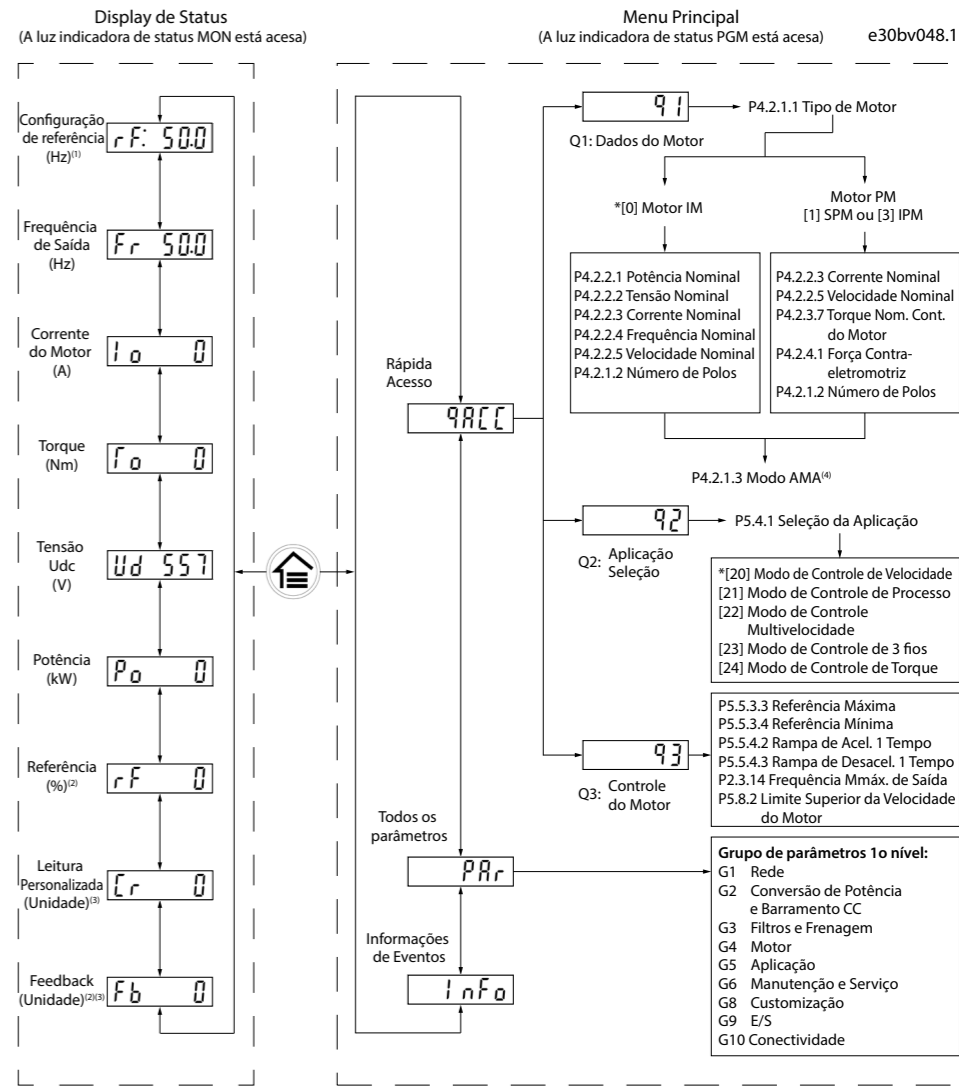 Display de Status
(A luz indicadora de status MON está acesa)
Menu Principal
(A luz indicadora de status PGM está acesa)
e30bv048.1
Configuração
de referência
(Hz)(1)
rF: 50.0
Frequência
de Saída
(Hz)
Fr 50.0
Corrente
do Motor
(A)
Io 0
Torque
(Nm)
To 0
Tensão
Udc
(V)
Ud 557
Potência
(kW)
Po 0
Referência
(%)(2)
rF 0
Leitura
Personalizada
(Unidade)(3)
Cr 0
Feedback
(Unidade)(2)(3)
Fb 0
Rápida
Acesso
qACC
Todos os
parâmetros
PAr
Informações
de Eventos
InFo
q1
Q1: Dados do Motor
P4.2.1.1 Tipo de Motor
*[0] Motor IM
Motor PM
[1] SPM ou [3] IPM
P4.2.2.1 Potência Nominal
P4.2.2.2 Tensão Nominal
P4.2.2.3 Corrente Nominal
P4.2.2.4 Frequência Nominal
P4.2.2.5 Velocidade Nominal
P4.2.1.2 Número de Polos
P4.2.2.3 Corrente Nominal
P4.2.2.5 Velocidade Nominal
P4.2.3.7 Torque Nom. Cont.
do Motor
P4.2.4.1 Força Contra-
eletromotriz
P4.2.1.2 Número de Polos
P4.2.1.3 Modo AMA(4)
q2
Q2: Aplicação
Seleção
P5.4.1 Seleção da Aplicação
*[20] Modo de Controle de Velocidade
[21] Modo de Controle de Processo
[22] Modo de Controle
Multivelocidade
[23] Modo de Controle de 3 fios
[24] Modo de Controle de Torque
q3
Q3: Controle
do Motor
P5.5.3.3 Referência Máxima
P5.5.3.4 Referência Mínima
P5.5.4.2 Rampa de Acel. 1 Tempo
P5.5.4.3 Rampa de Desacel. 1 Tempo
P2.3.14 Frequência Mmáx. de Saída
P5.8.2 Limite Superior da Velocidade
do Motor
Grupo de parâmetros 1o nível:
G1 Rede
G2 Conversão de Potência
e Barramento CC
G3 Filtros e Frenagem
G4 Motor
G5 Aplicação
G6 Manutenção e Serviço
G8 Customização
G9 E/S
G10 Conectividade